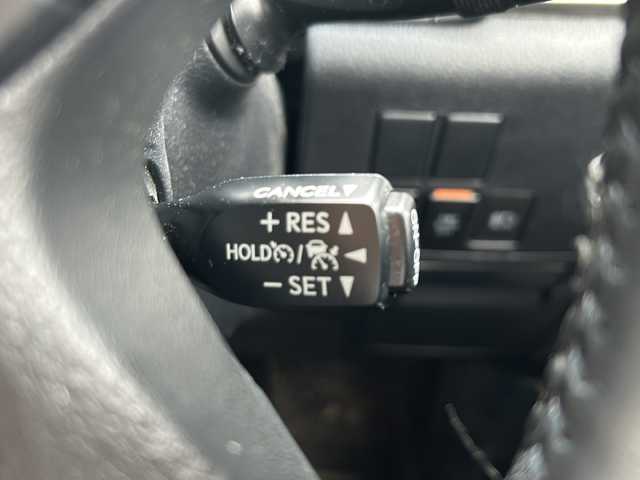 CANCEL▼
+ RES ▲
HOLD / ◀
− SET ▼